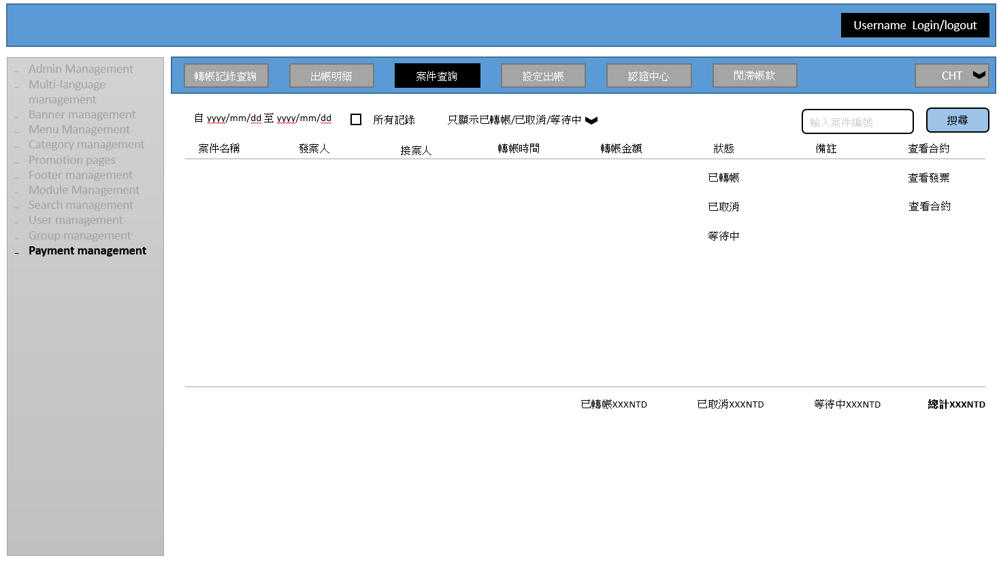 Username  Login/logout
Admin Management
Multi-language
management
Banner management
Menu Management
Category management
Promotion pages
Footer management
Module Management
Search management
User management
Group management
Payment management
轉帳記錄查詢 出帳明細 案件查詢 設定出帳 認證中心 閒滯帳款 CHT
自 yyyy/mm/dd 至 yyyy/mm/dd 所有記錄 只顯示已轉帳/已取消/等待中 輸入案件編號 搜尋
案件名稱 發案人 接案人 轉帳時間 轉帳金額 狀態 備註 查看合約
已轉帳 查看發票
已取消 查看合約
等待中
已轉帳XXXNTD 已取消XXXNTD 等待中XXXNTD 總計XXXNTD